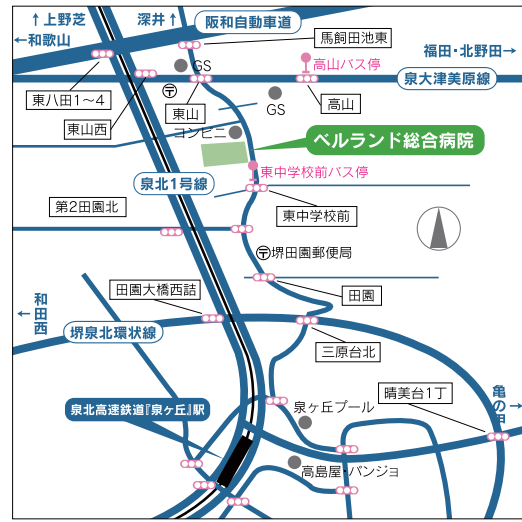 ↑上野芝
深井↑
阪和自動車道
馬飼田池東
←和歌山
福田・北野田→
GS
高山バス停
泉大津美原線
東八田1〜4
〒
東山
GS
高山
東山西
コンビニ
ベルランド総合病院
東中学校前バス停
泉北1号線
第2田園北
東中学校前
〒堺田園郵便局
田園大橋西詰
田園
←和田西
堺泉北環状線
三原台北
晴美台1丁
亀の甲→
泉北高速鉄道『泉ヶ丘』駅
泉ヶ丘プール
高島屋・パンジョ